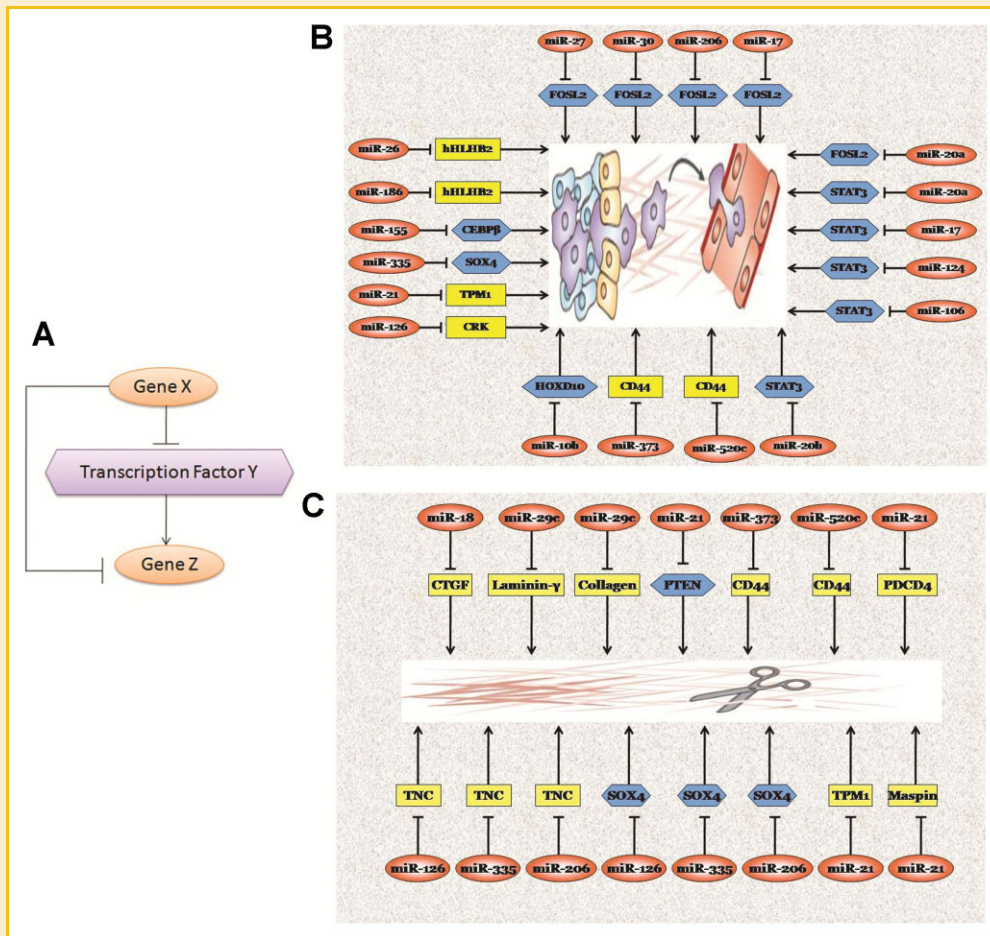 A
Gene X
Transcription Factor Y
Gene Z
B
miR-27 miR-30 miR-206 miR-17
FOSL2 FOSL2 FOSL2 FOSL2
miR-26 hHLHB2
miR-186 hHLHB2
miR-155 CEBPβ
miR-335 SOX4
miR-21 TPM1
miR-126 CRK
FOSL2 miR-20a
STAT3 miR-20a
STAT3 miR-17
STAT3 miR-124
STAT3 miR-106
HOXD10 CD44 CD44 STAT3
miR-10b miR-373 miR-520c miR-20b
C
miR-18 miR-29c miR-29c miR-21 miR-373 miR-520c miR-21
CTGF Laminin-γ Collagen PTEN CD44 CD44 PDCD4
TNC TNC TNC SOX4 SOX4 SOX4 TPM1 Maspin
miR-126 miR-335 miR-206 miR-126 miR-335 miR-206 miR-21 miR-21